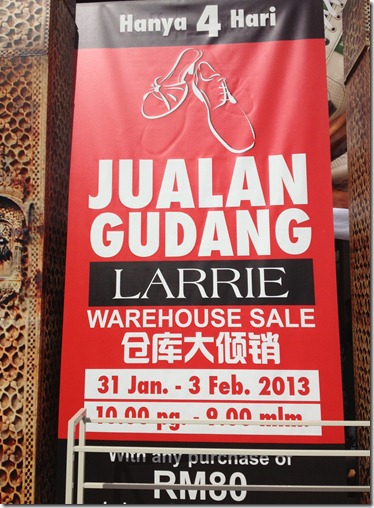 Hanya 4 Hari
JUALAN
GUDANG
LARRIE
WAREHOUSE SALE
仓库大倾销
31 Jan. - 3 Feb. 2013
10.00 pg. - 9.00 mlm.
With any purchase of
RM80